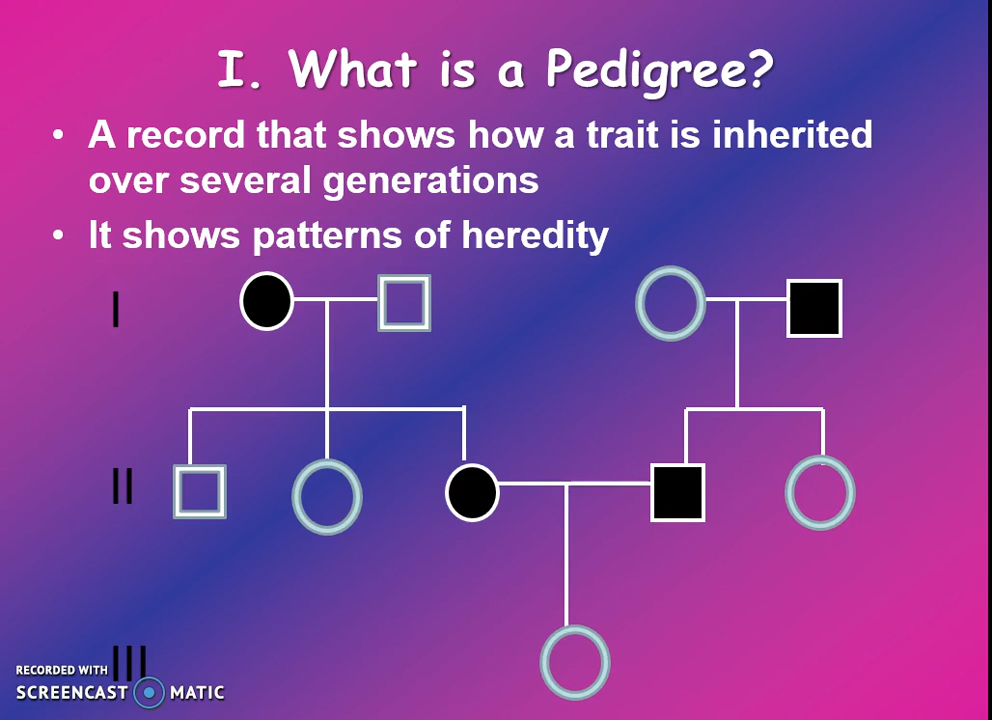 I. What is a Pedigree?
• A record that shows how a trait is inherited
over several generations
• It shows patterns of heredity
I
II
III
RECORDED WITH
SCREENCAST MATIC